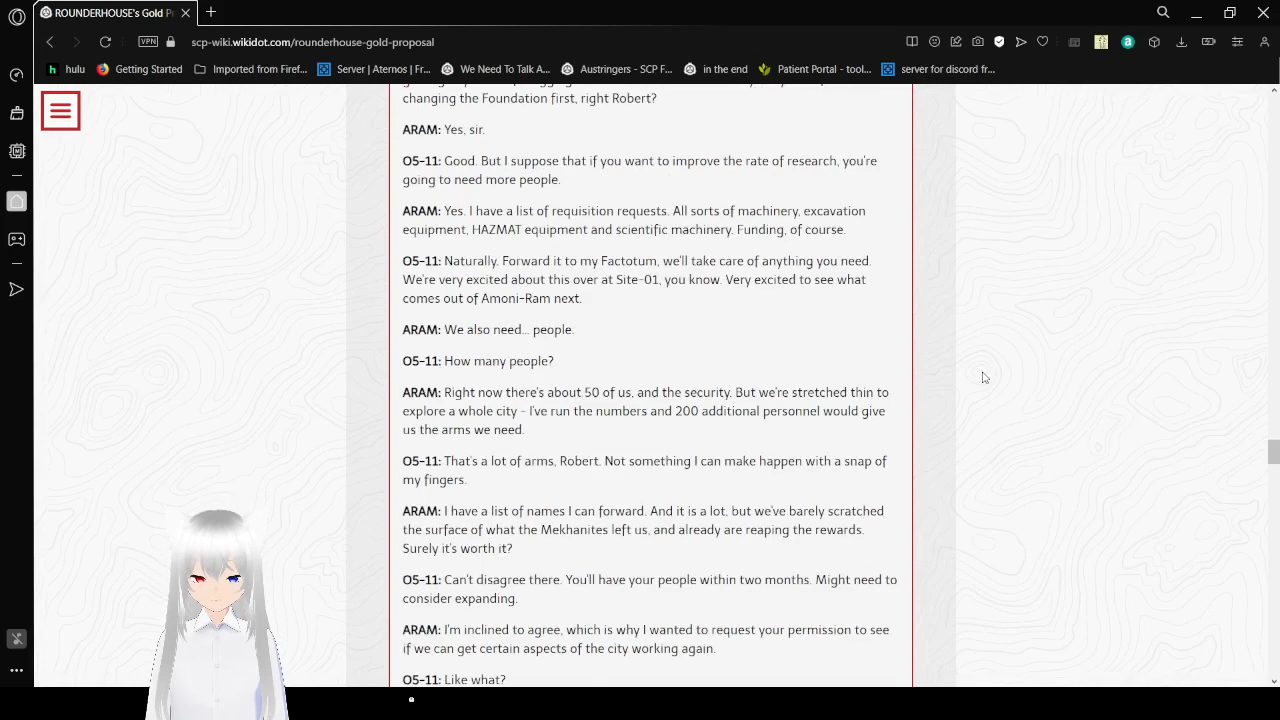 ROUNDERHOUSE's Gold P
scp-wiki.wikidot.com/rounderhouse-gold-proposal
VPN
hulu
Getting Started
Imported from Firef...
Server | Aternos | Fr...
We Need To Talk A...
Austringers - SCP F...
in the end
Patient Portal - tool...
server for discord fr...
changing the Foundation first, right Robert?
ARAM: Yes, sir.
O5-11: Good. But I suppose that if you want to improve the rate of research, you're
going to need more people.
ARAM: Yes. I have a list of requisition requests. All sorts of machinery, excavation
equipment, HAZMAT equipment and scientific machinery. Funding, of course.
O5-11: Naturally. Forward it to my Factotum, we'll take care of anything you need.
We're very excited about this over at Site-01, you know. Very excited to see what
comes out of Amoni-Ram next.
ARAM: We also need... people.
O5-11: How many people?
ARAM: Right now there's about 50 of us, and the security. But we're stretched thin to
explore a whole city - I've run the numbers and 200 additional personnel would give
us the arms we need.
O5-11: That's a lot of arms, Robert. Not something I can make happen with a snap of
my fingers.
ARAM: I have a list of names I can forward. And it is a lot, but we've barely scratched
the surface of what the Mekhanites left us, and already are reaping the rewards.
Surely it's worth it?
O5-11: Can't disagree there. You'll have your people within two months. Might need to
consider expanding.
ARAM: I'm inclined to agree, which is why I wanted to request your permission to see
if we can get certain aspects of the city working again.
O5-11: Like what?